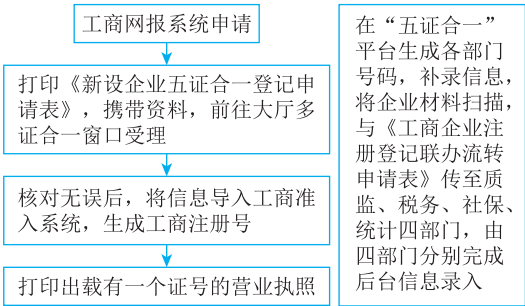 工商网报系统申请
打印《新设企业五证合一登记申
请表》，携带资料，前往大厅多
证合一窗口受理
核对无误后，将信息导入工商准
入系统，生成工商注册号
打印出载有一个证号的营业执照
在“五证合一”
平台生成各部门
号码，补录信息，
将企业材料扫描，
与《工商企业注
册登记联办流转
申请表》传至质
监、税务、社保、
统计四部门，由
四部门分别完成
后台信息录入